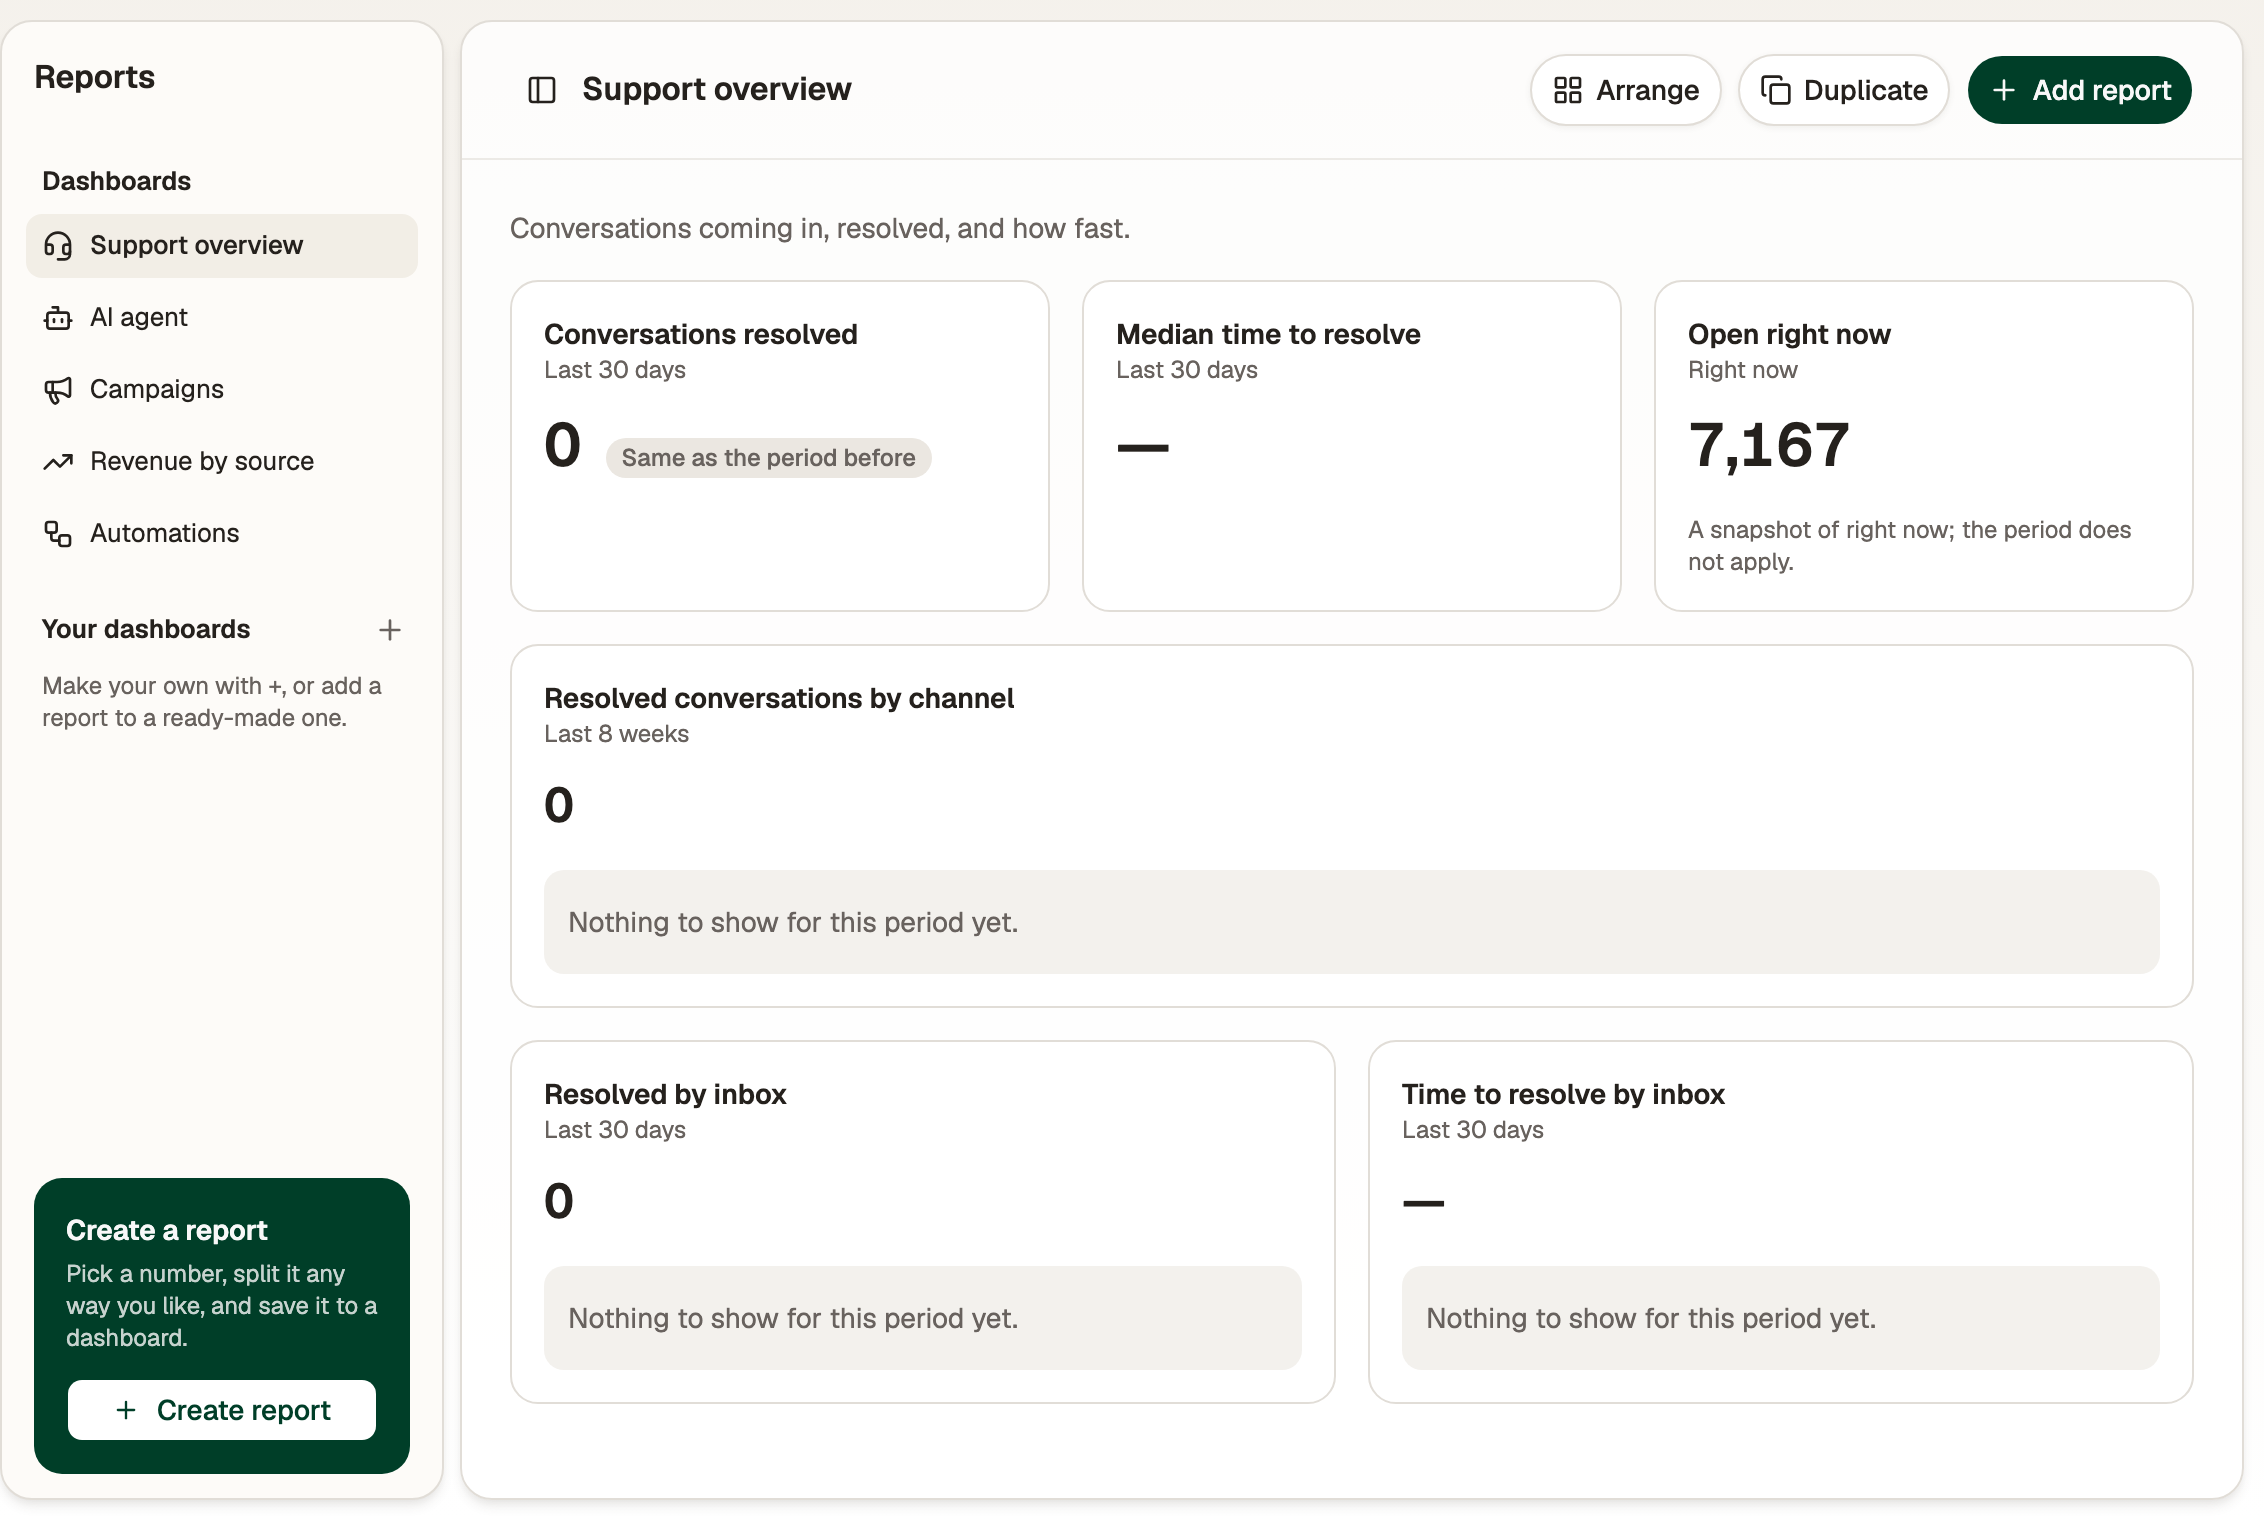 Reports
Dashboards
Support overview
AI agent
Campaigns
Revenue by source
Automations
Your dashboards
Make your own with +, or add a
report to a ready-made one.
Create a report
Pick a number, split it any
way you like, and save it to a
dashboard.
+ Create report
Support overview
Arrange
Duplicate
+ Add report
Conversations coming in, resolved, and how fast.
Conversations resolved
Last 30 days
0 Same as the period before
Median time to resolve
Last 30 days
—
Open right now
Right now
7,167
A snapshot of right now; the period does
not apply.
Resolved conversations by channel
Last 8 weeks
0
Nothing to show for this period yet.
Resolved by inbox
Last 30 days
0
Nothing to show for this period yet.
Time to resolve by inbox
Last 30 days
—
Nothing to show for this period yet.